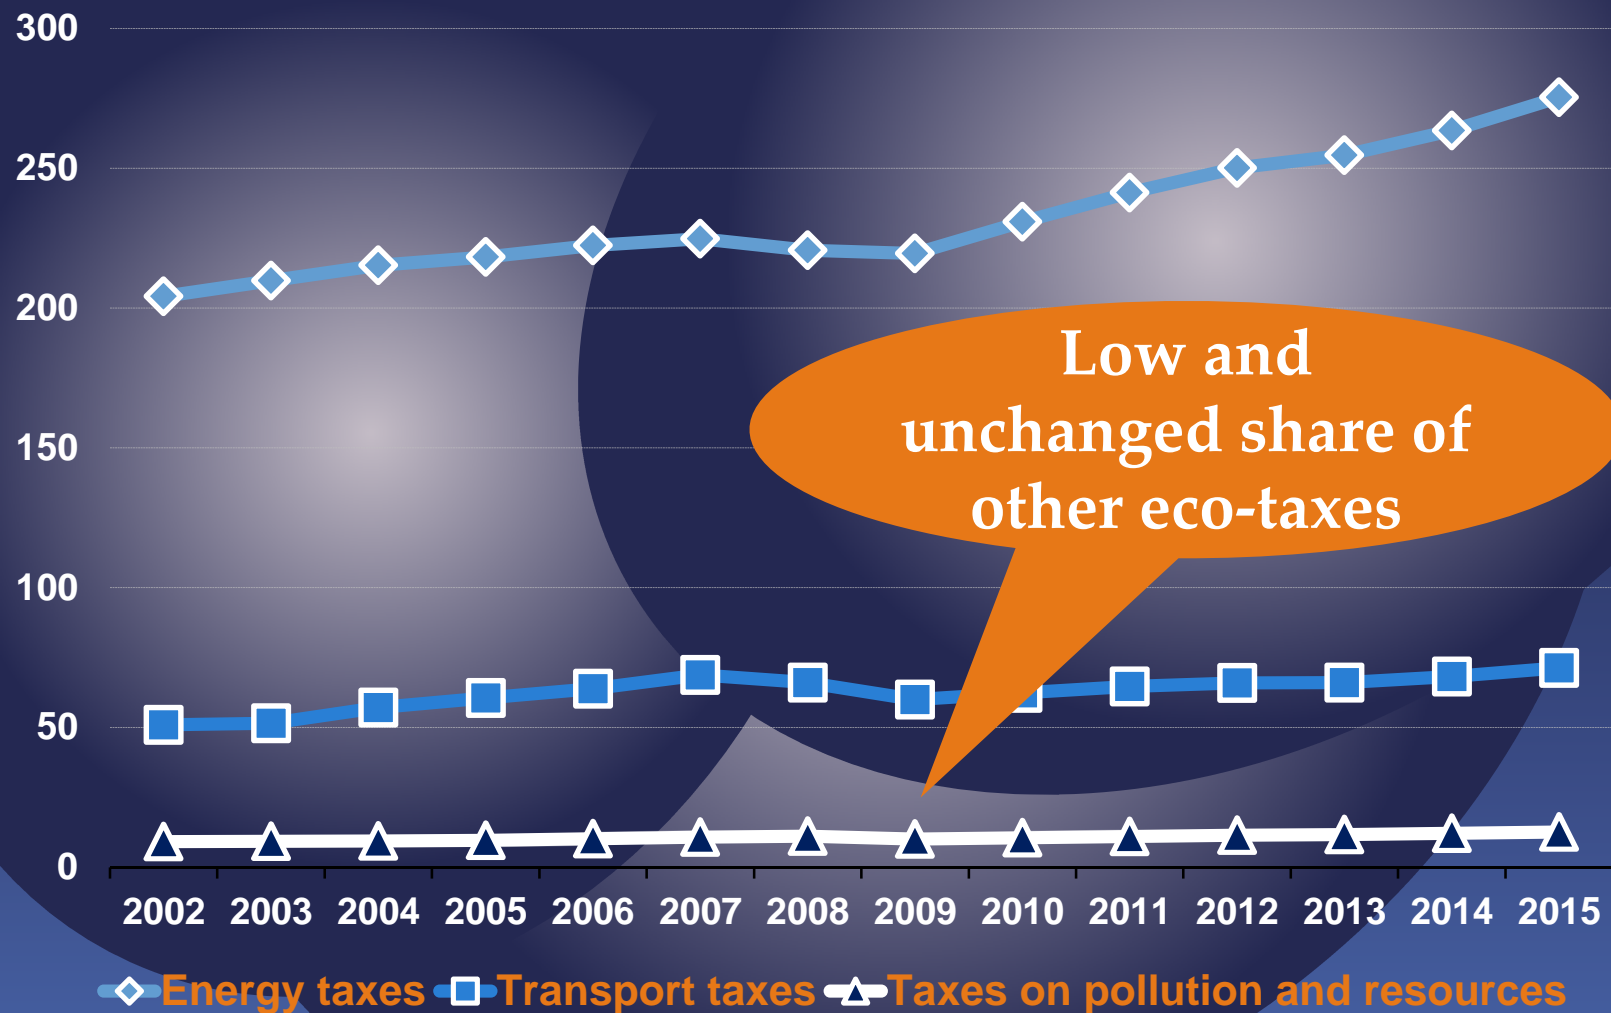 300
250
200
150
100
50
0
Low and
unchanged share of
other eco-taxes
2002 2003 2004 2005 2006 2007 2008 2009 2010 2011 2012 2013 2014 2015
Energy taxes Transport taxes Taxes on pollution and resources